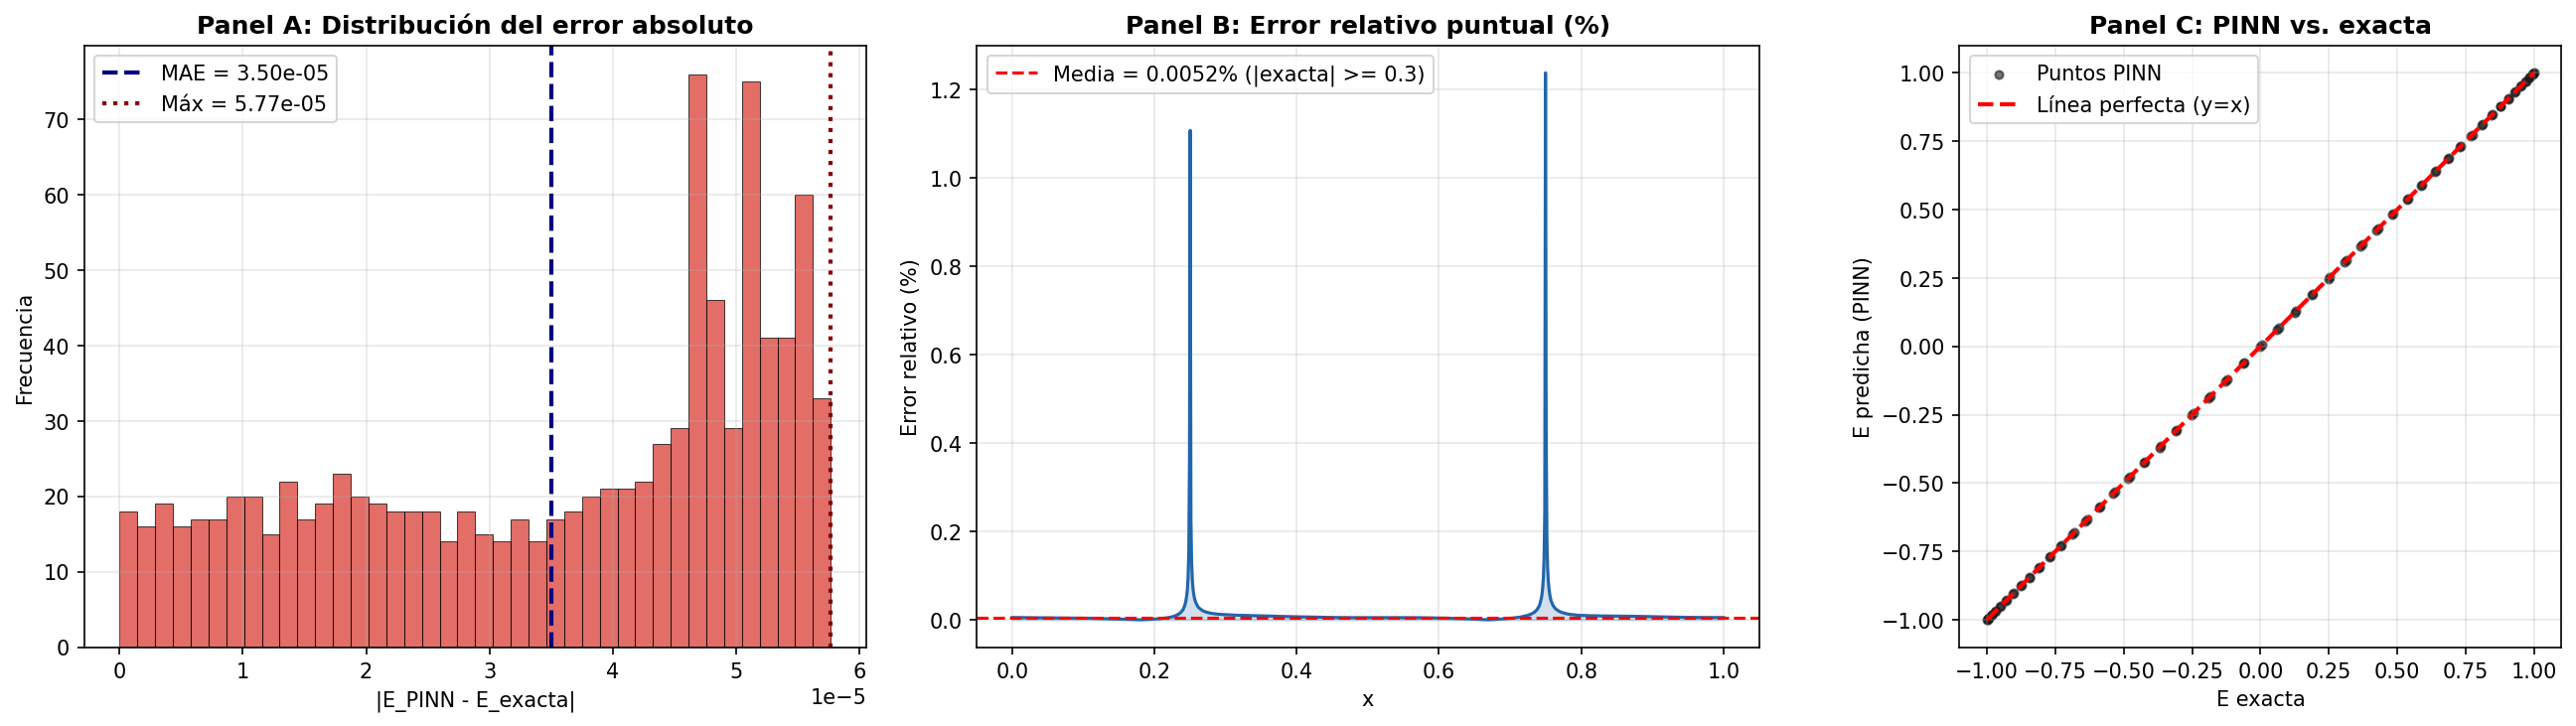 Panel A: Distribución del error absoluto
MAE = 3.50e-05
Máx = 5.77e-05
Frecuencia
70
60
50
40
30
20
10
0
0 1 2 3 4 5 6
1e−5
|E_PINN - E_exacta|
Panel B: Error relativo puntual (%)
Media = 0.0052% (|exacta| >= 0.3)
Error relativo (%)
1.2
1.0
0.8
0.6
0.4
0.2
0.0
0.0 0.2 0.4 0.6 0.8 1.0
x
Panel C: PINN vs. exacta
Puntos PINN
Línea perfecta (y=x)
E predicha (PINN)
1.00
0.75
0.50
0.25
0.00
−0.25
−0.50
−0.75
−1.00
−1.00 −0.75 −0.50 −0.25 0.00 0.25 0.50 0.75 1.00
E exacta